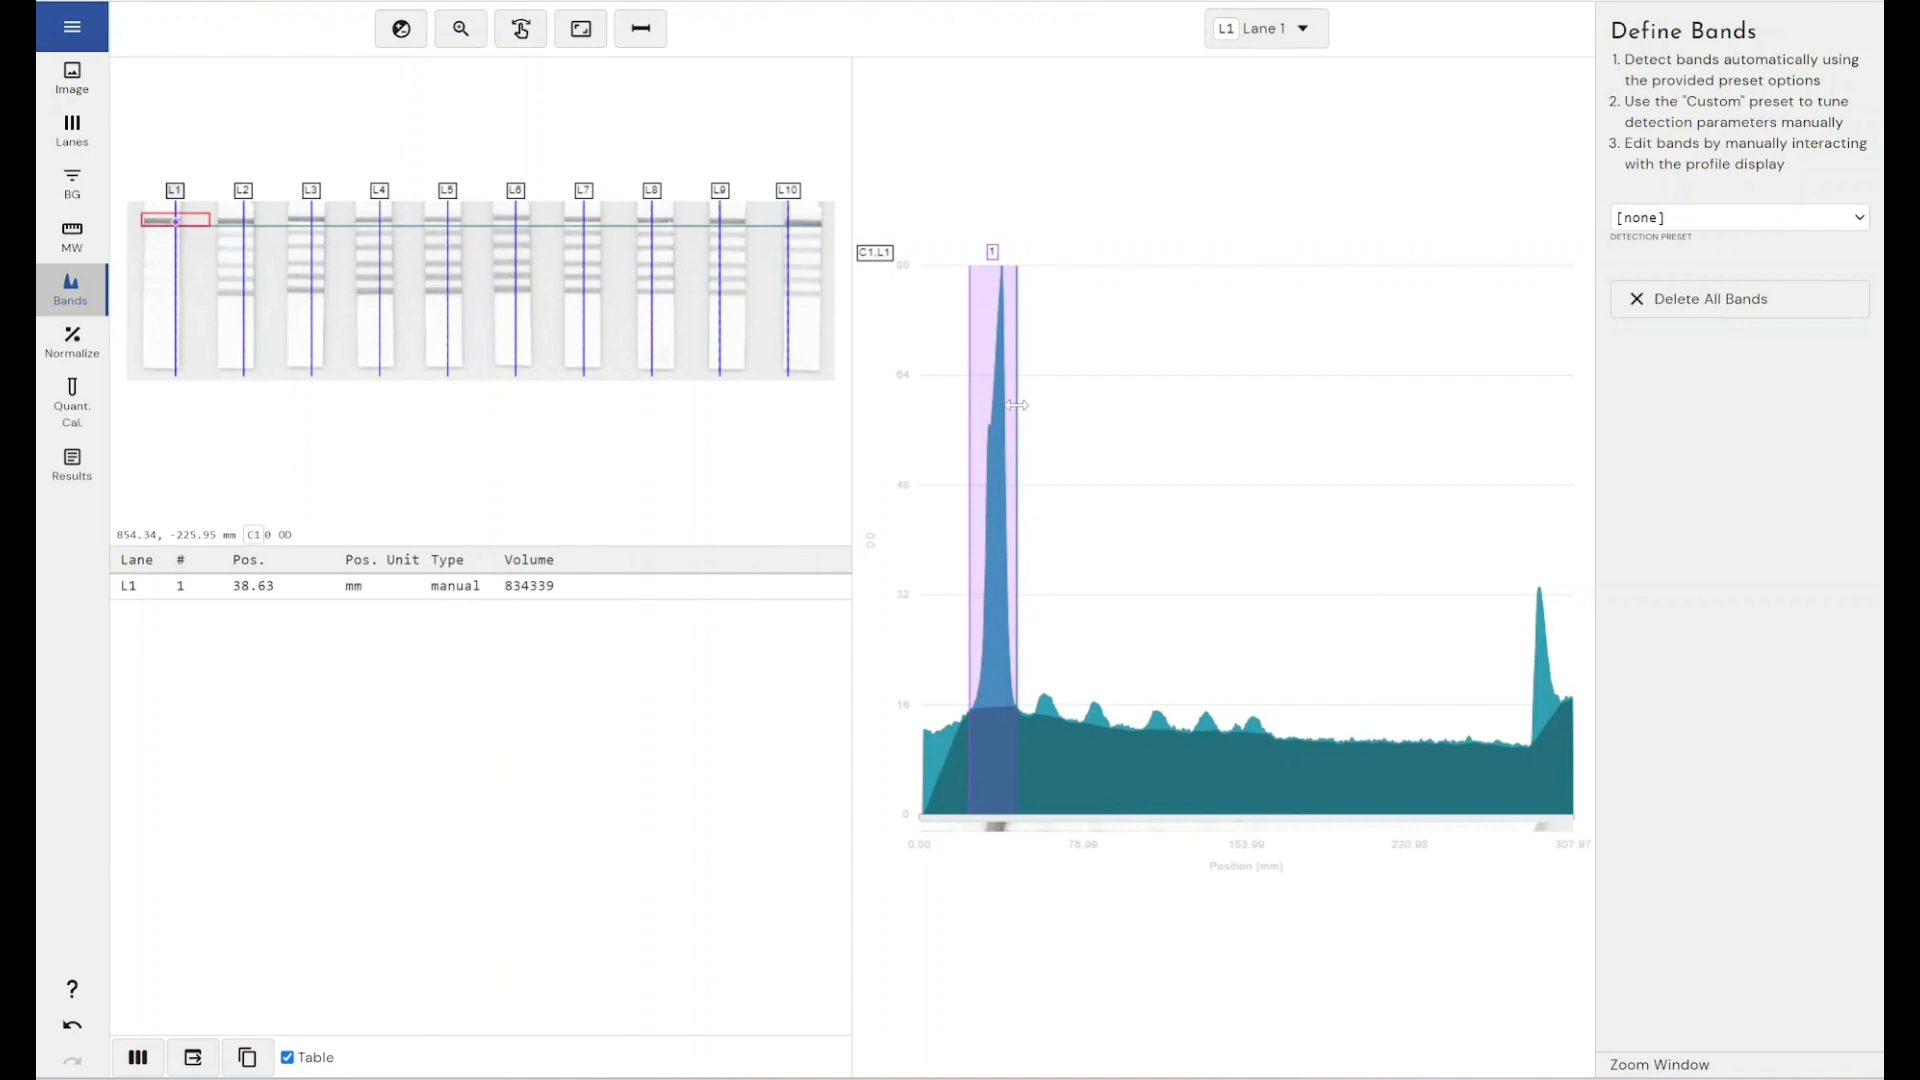 L1 Lane 1
Image
Lanes
BG
MW
Bands
Normalize
Quant.
Cal.
Results
?
L1 L2 L3 L4 L5 L6 L7 L8 L9 L10
854.34, -225.95 mm C1 0 OD
Lane # Pos. Pos. Unit Type Volume
L1 1 38.63 mm manual 834339
Table
C1,L1
1
80
64
48
32
16
0
OD
0.00 76.99 153.99 230.98 307.97
Position (mm)
Define Bands
1. Detect bands automatically using
the provided preset options
2. Use the "Custom" preset to tune
detection parameters manually
3. Edit bands by manually interacting
with the profile display
[none]
DETECTION PRESET
Delete All Bands
Zoom Window